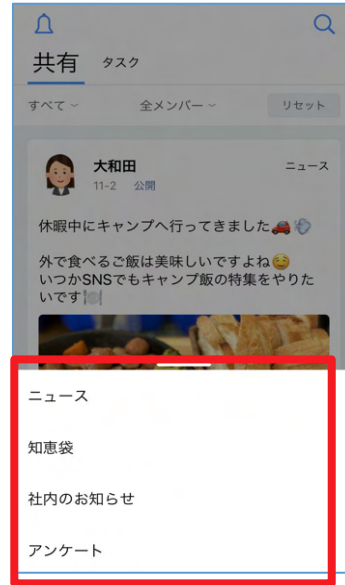 共有 タスク
すべて 全メンバー リセット
大和田 ニュース
11-2 公開
休暇中にキャンプへ行ってきました🚗💨
外で食べるご飯は美味しいですよね😋
いつかSNSでもキャンプ飯の特集をやりた
いです🍽️
ニュース
知恵袋
社内のお知らせ
アンケート